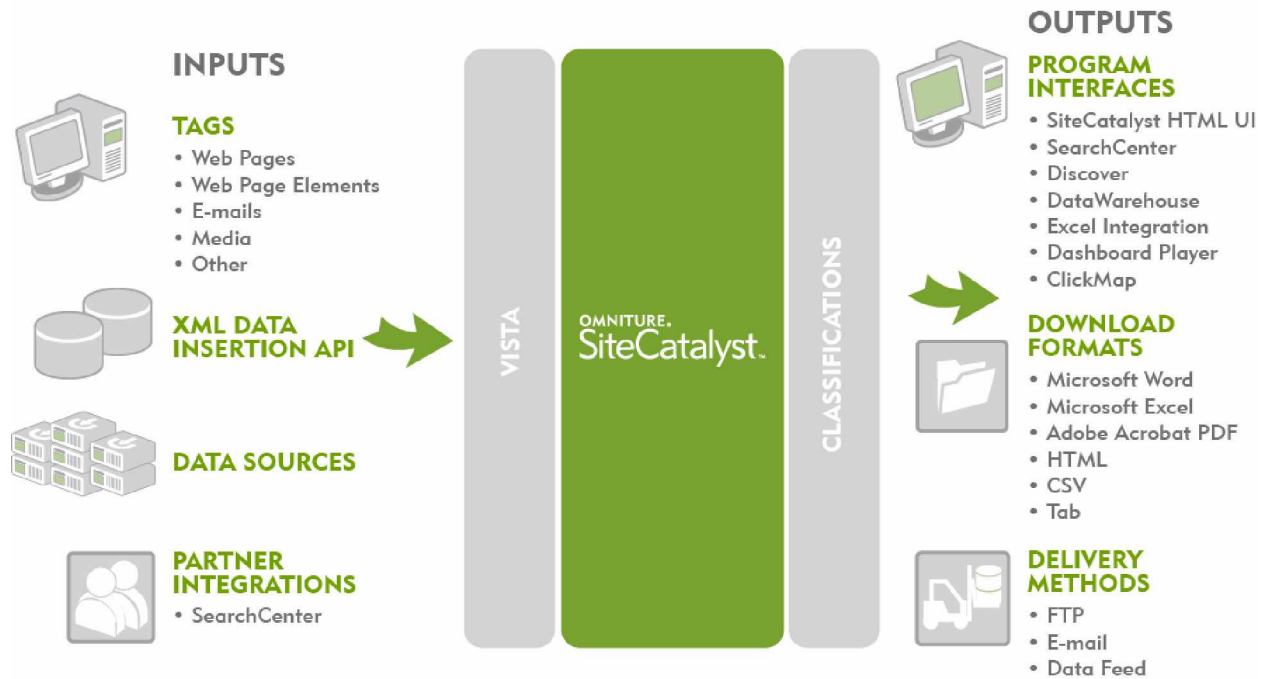 INPUTS
TAGS
• Web Pages
• Web Page Elements
• E-mails
• Media
• Other
XML DATA
INSERTION API
DATA SOURCES
PARTNER
INTEGRATIONS
• SearchCenter
VISTA
OMNITURE®
SiteCatalyst™
CLASSIFICATIONS
OUTPUTS
PROGRAM
INTERFACES
• SiteCatalyst HTML UI
• SearchCenter
• Discover
• DataWarehouse
• Excel Integration
• Dashboard Player
• ClickMap
DOWNLOAD
FORMATS
• Microsoft Word
• Microsoft Excel
• Adobe Acrobat PDF
• HTML
• CSV
• Tab
DELIVERY
METHODS
• FTP
• E-mail
• Data Feed